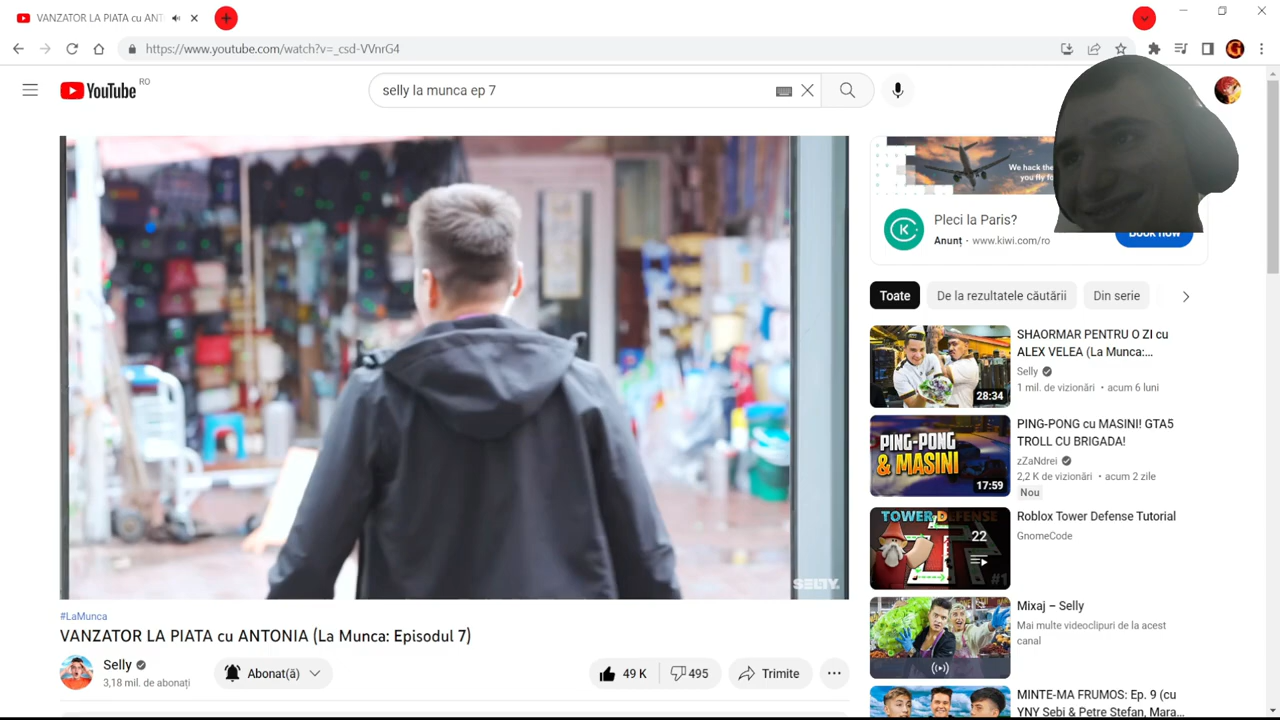 VANZATOR LA PIATA cu ANT
https://www.youtube.com/watch?v=_csd-VVnrG4
YouTube RO
selly la munca ep 7
We hack the
you fly fo
Pleci la Paris?
Anunț · www.kiwi.com/ro
Book now
Toate
De la rezultatele căutării
Din serie
SHAORMAR PENTRU O ZI cu
ALEX VELEA (La Munca:...
Selly
1 mil. de vizionări • acum 6 luni
28:34
PING-PONG cu MASINI! GTA5
TROLL CU BRIGADA!
zZaNdrei
2,2 K de vizionări • acum 2 zile
Nou
PING-PONG
& MASINI
17:59
Roblox Tower Defense Tutorial
GnomeCode
TOWER DEFENSE
22
#1
Mixaj – Selly
Mai multe videoclipuri de la acest
canal
MINTE-MA FRUMOS: Ep. 9 (cu
YNY Sebi & Petre Stefan, Mara...
SELLY.
#LaMunca
VANZATOR LA PIATA cu ANTONIA (La Munca: Episodul 7)
Selly
3,18 mil. de abonați
Abonat(ă)
49 K
495
Trimite